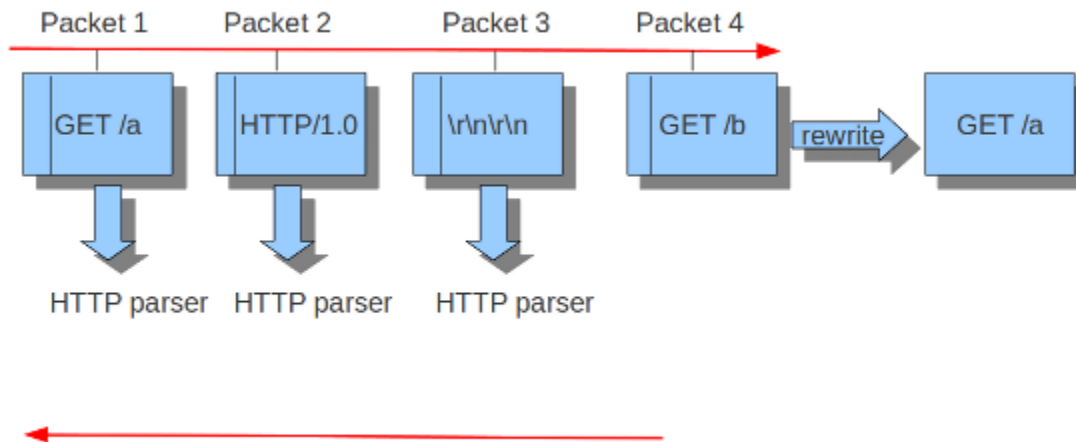 Packet 1 Packet 2 Packet 3 Packet 4
GET /a HTTP/1.0 \r\n\r\n GET /b rewrite GET /a
HTTP parser HTTP parser HTTP parser